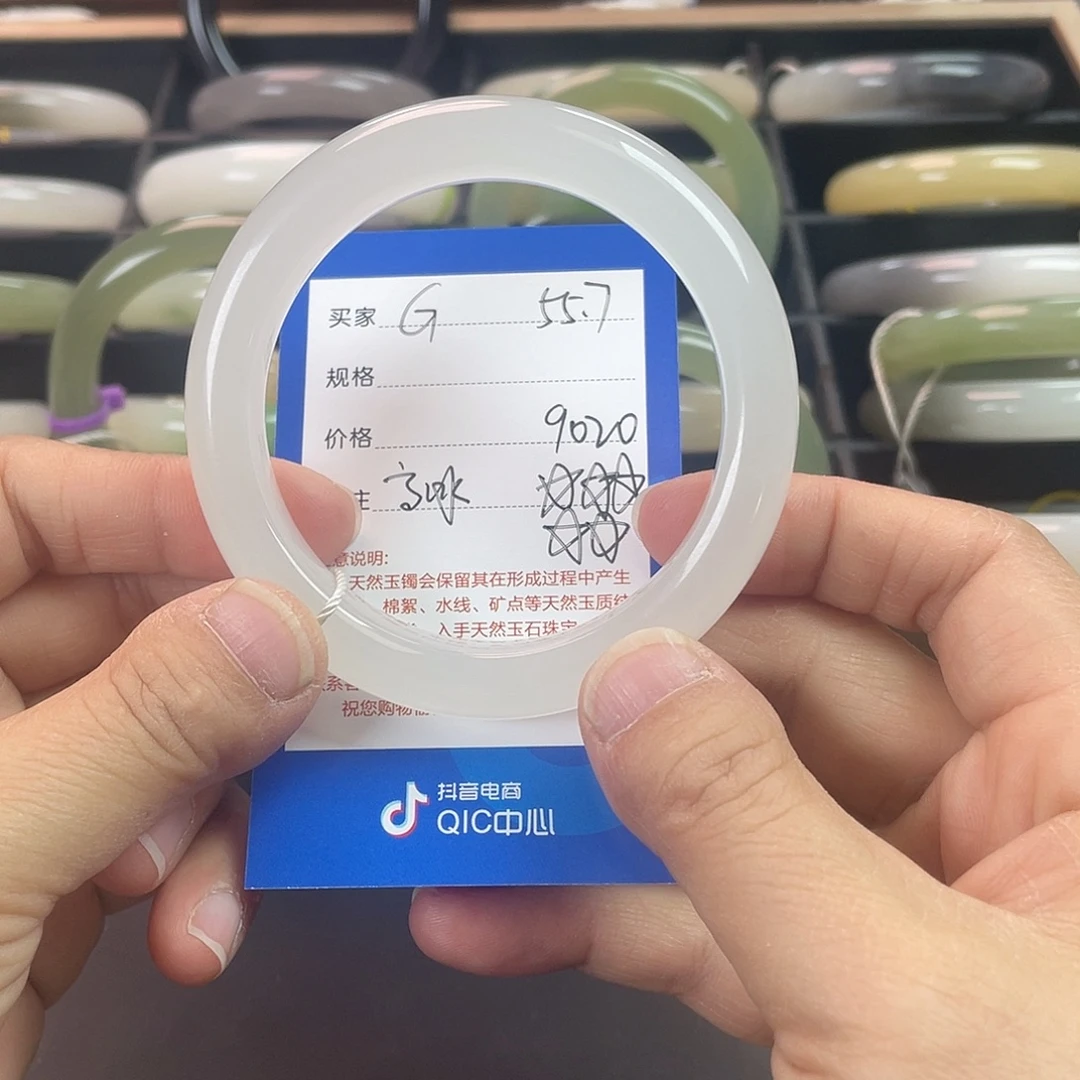 买家 G 55.7
规格
价格 9020
主 高冰 ☆☆☆
☆☆
意说明:
天然玉镯会保留其在形成过程中产生
棉絮、水线、矿点等天然玉质
入手天然玉石珠宝
系
祝您购物
抖音电商
QIC中心